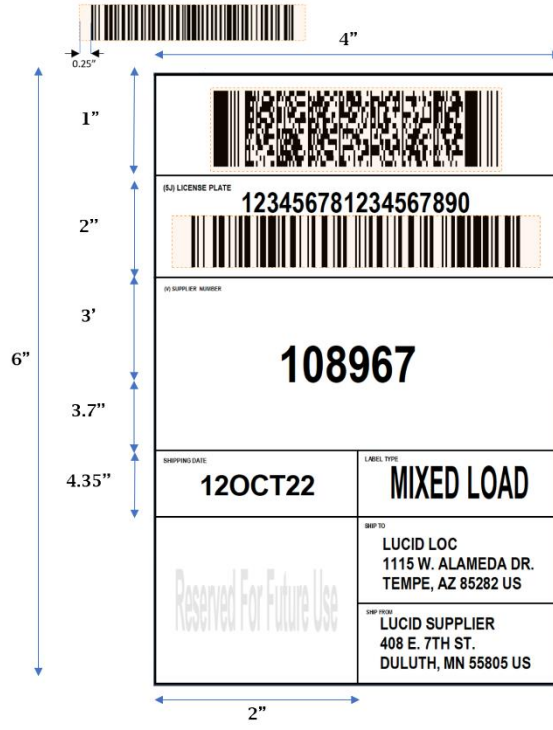 0.25"
4"
1"
(5J) LICENSE PLATE
123456781234567890
2"
(V) SUPPLIER NUMBER
3'
108967
6"
3.7"
SHIPPING DATE
LABEL TYPE
4.35"
12OCT22
MIXED LOAD
SHIP TO
LUCID LOC
1115 W. ALAMEDA DR.
TEMPE, AZ 85282 US
Reserved For Future Use
SHIP FROM
LUCID SUPPLIER
408 E. 7TH ST.
DULUTH, MN 55805 US
2"